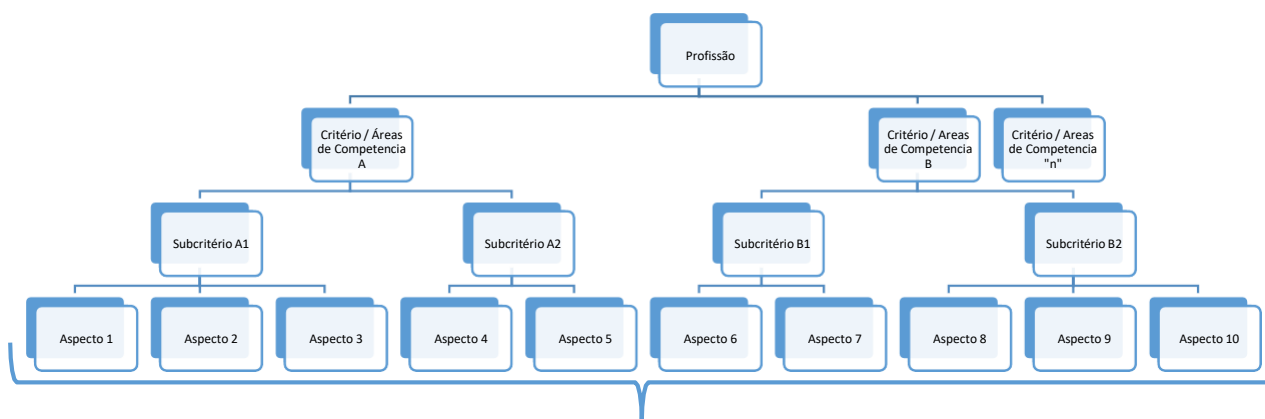 Profissão
Critério / Áreas
de Competencia
A
Critério / Areas
de Competencia
B
Critério / Areas
de Competencia
"n"
Subcritério A1
Subcritério A2
Subcritério B1
Subcritério B2
Aspecto 1
Aspecto 2
Aspecto 3
Aspecto 4
Aspecto 5
Aspecto 6
Aspecto 7
Aspecto 8
Aspecto 9
Aspecto 10